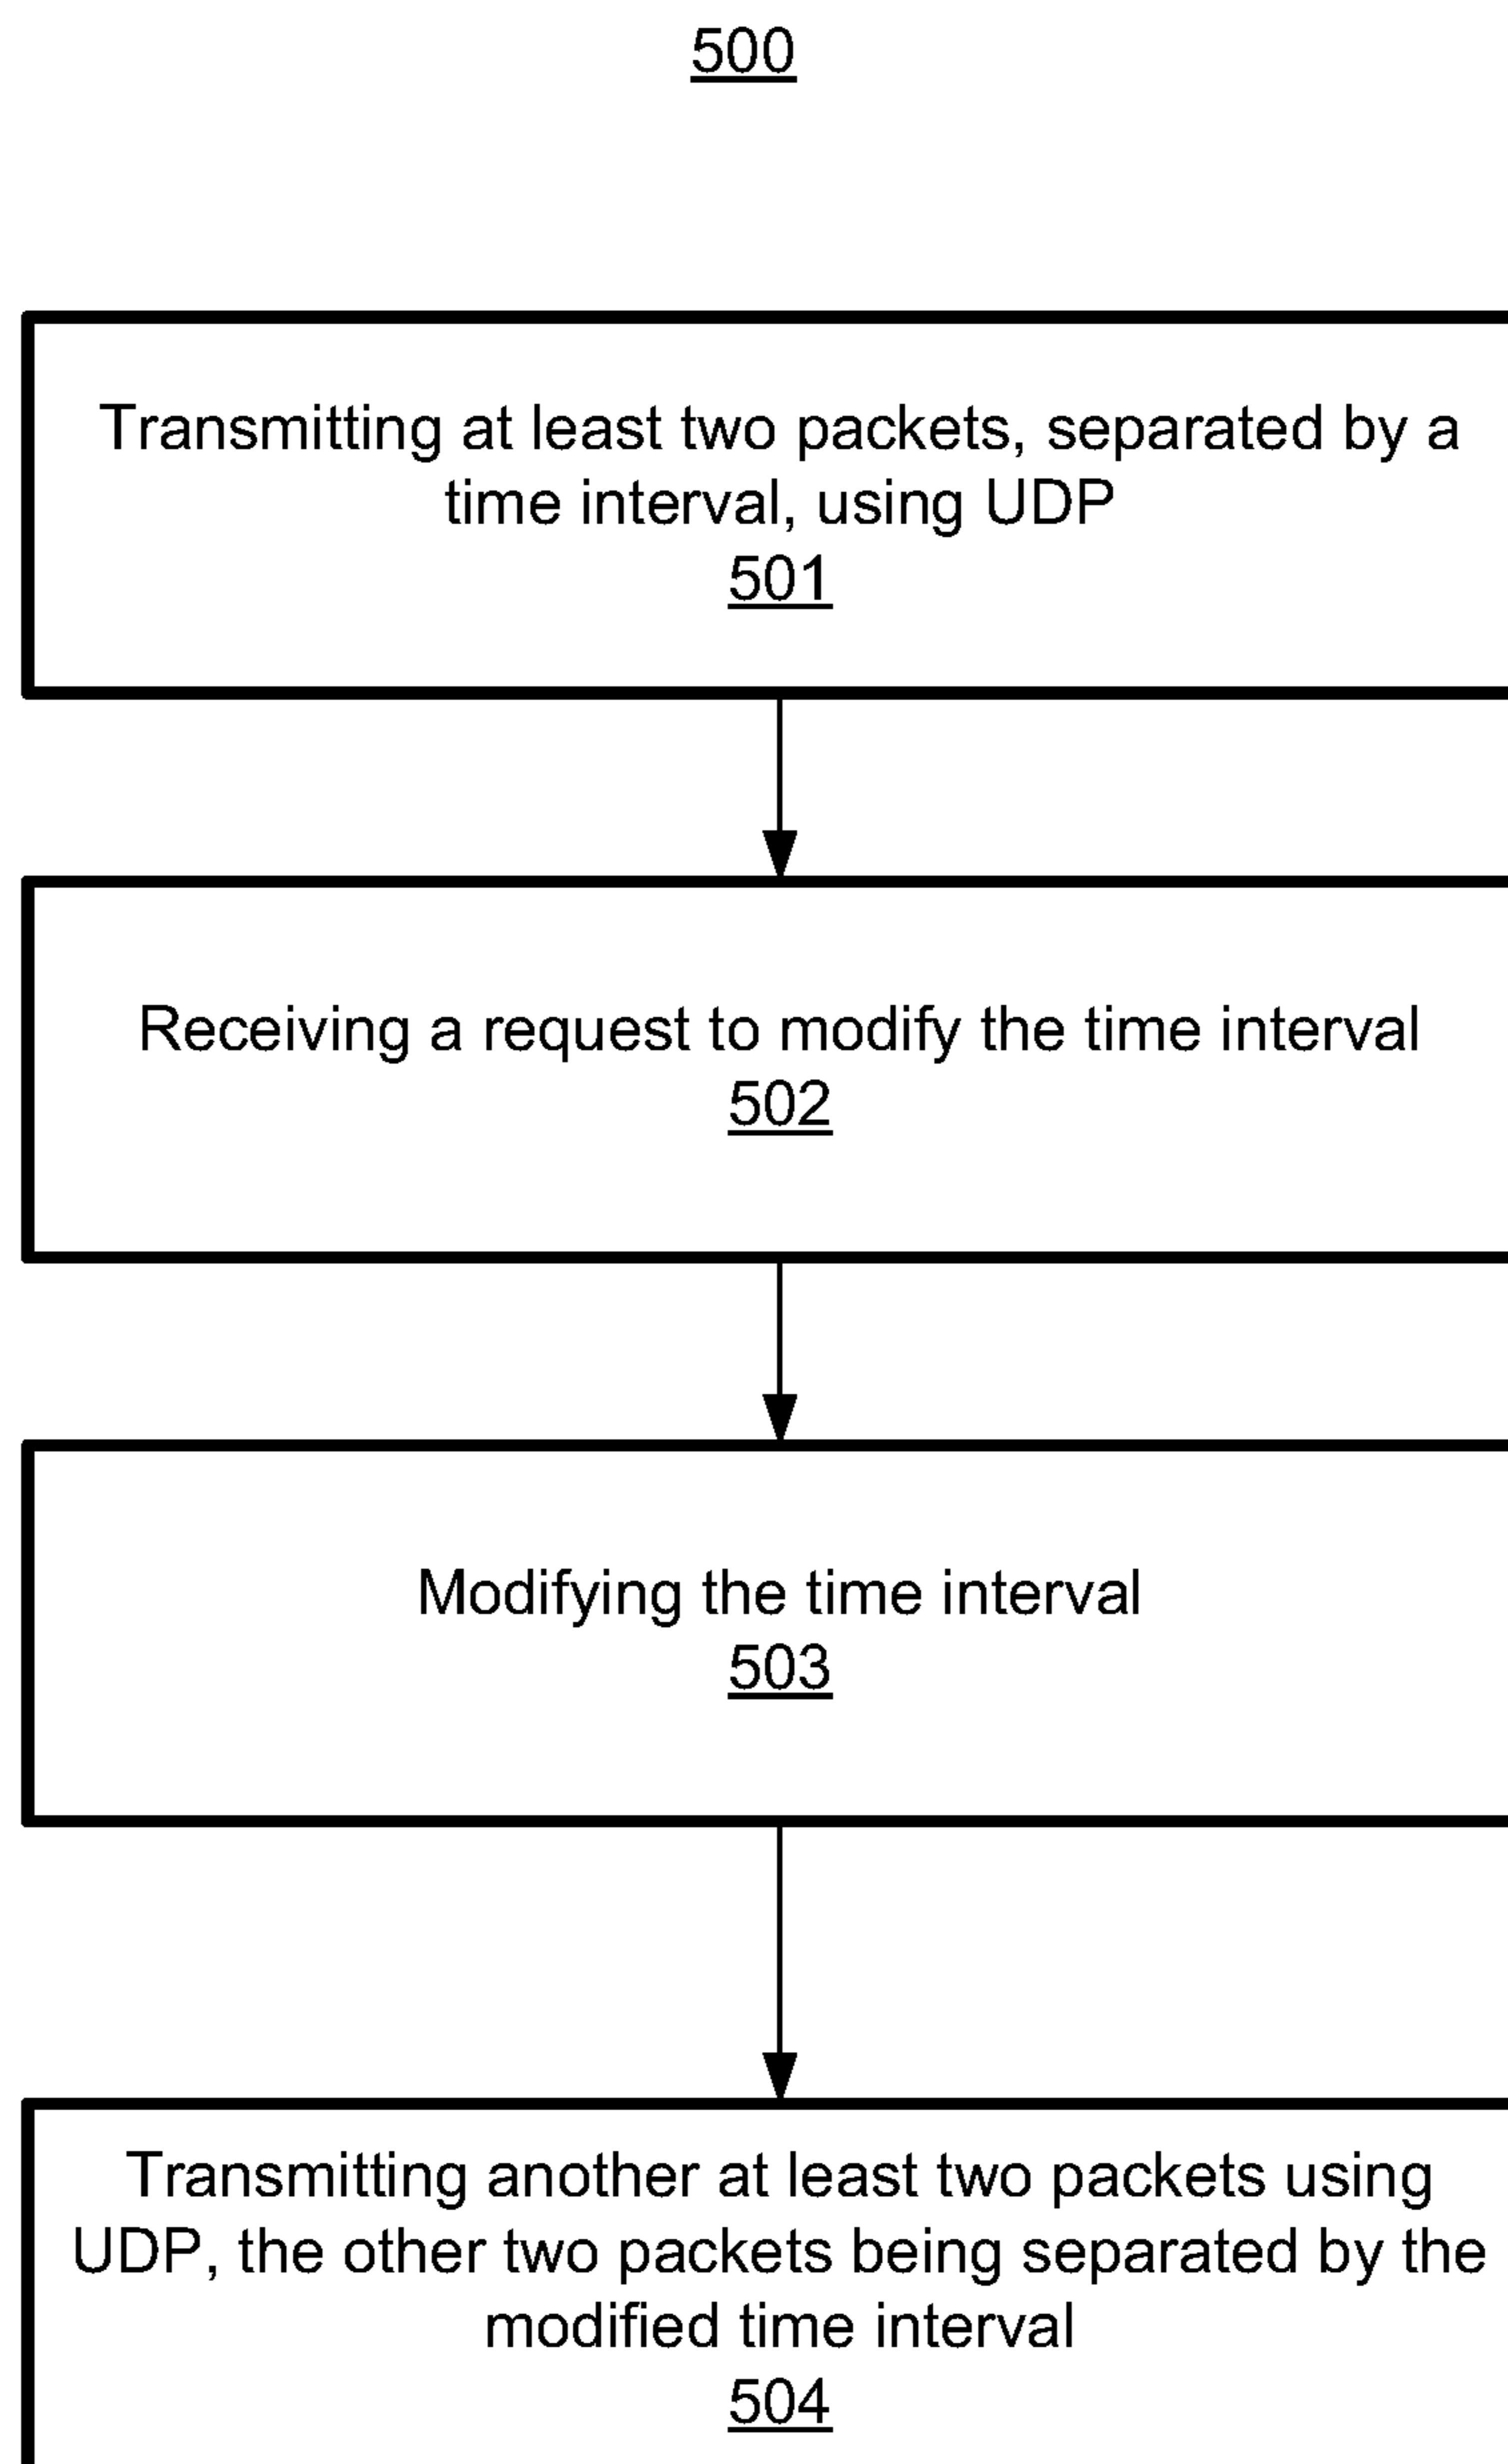 500
Transmitting at least two packets, separated by a
time interval, using UDP
501
Receiving a request to modify the time interval
502
Modifying the time interval
503
Transmitting another at least two packets using
UDP, the other two packets being separated by the
modified time interval
504